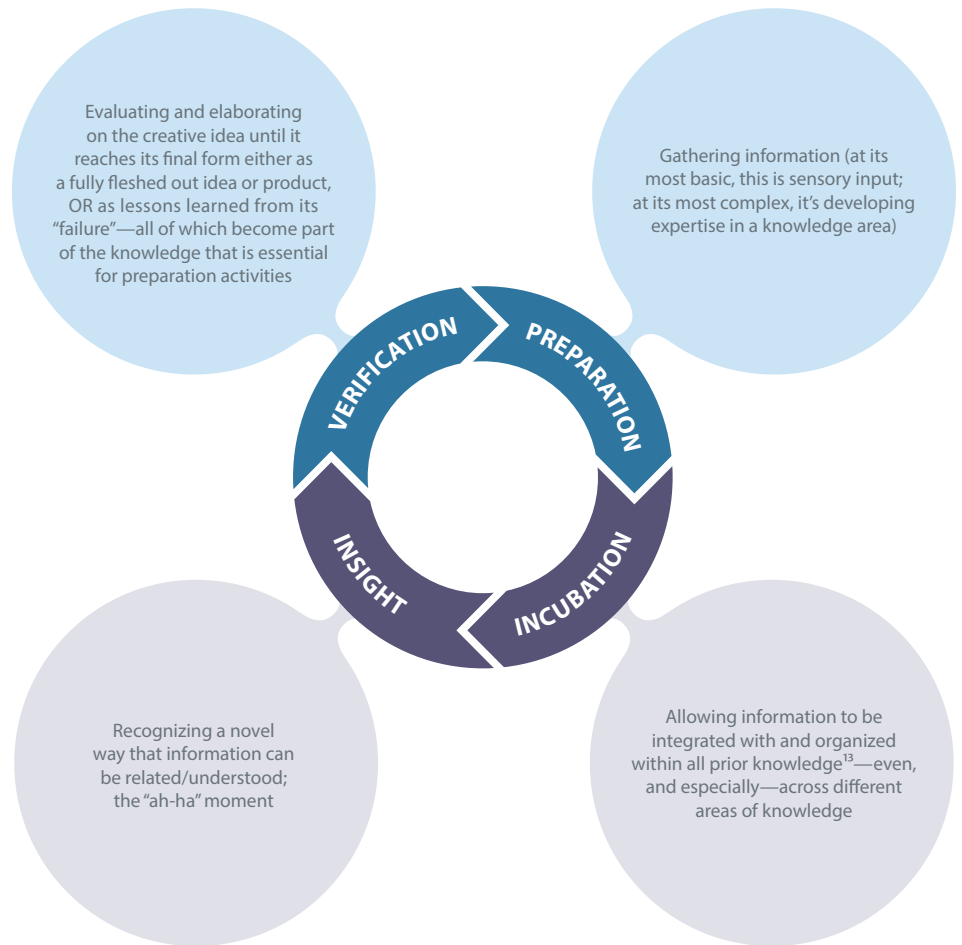 Evaluating and elaborating
on the creative idea until it
reaches its final form either as
a fully fleshed out idea or product,
OR as lessons learned from its
“failure”—all of which become part
of the knowledge that is essential
for preparation activities
Gathering information (at its
most basic, this is sensory input;
at its most complex, it’s developing
expertise in a knowledge area)
VERIFICATION
PREPARATION
INSIGHT
INCUBATION
Recognizing a novel
way that information can
be related/understood;
the “ah-ha” moment
Allowing information to be
integrated with and organized
within all prior knowledge¹³—even,
and especially—across different
areas of knowledge